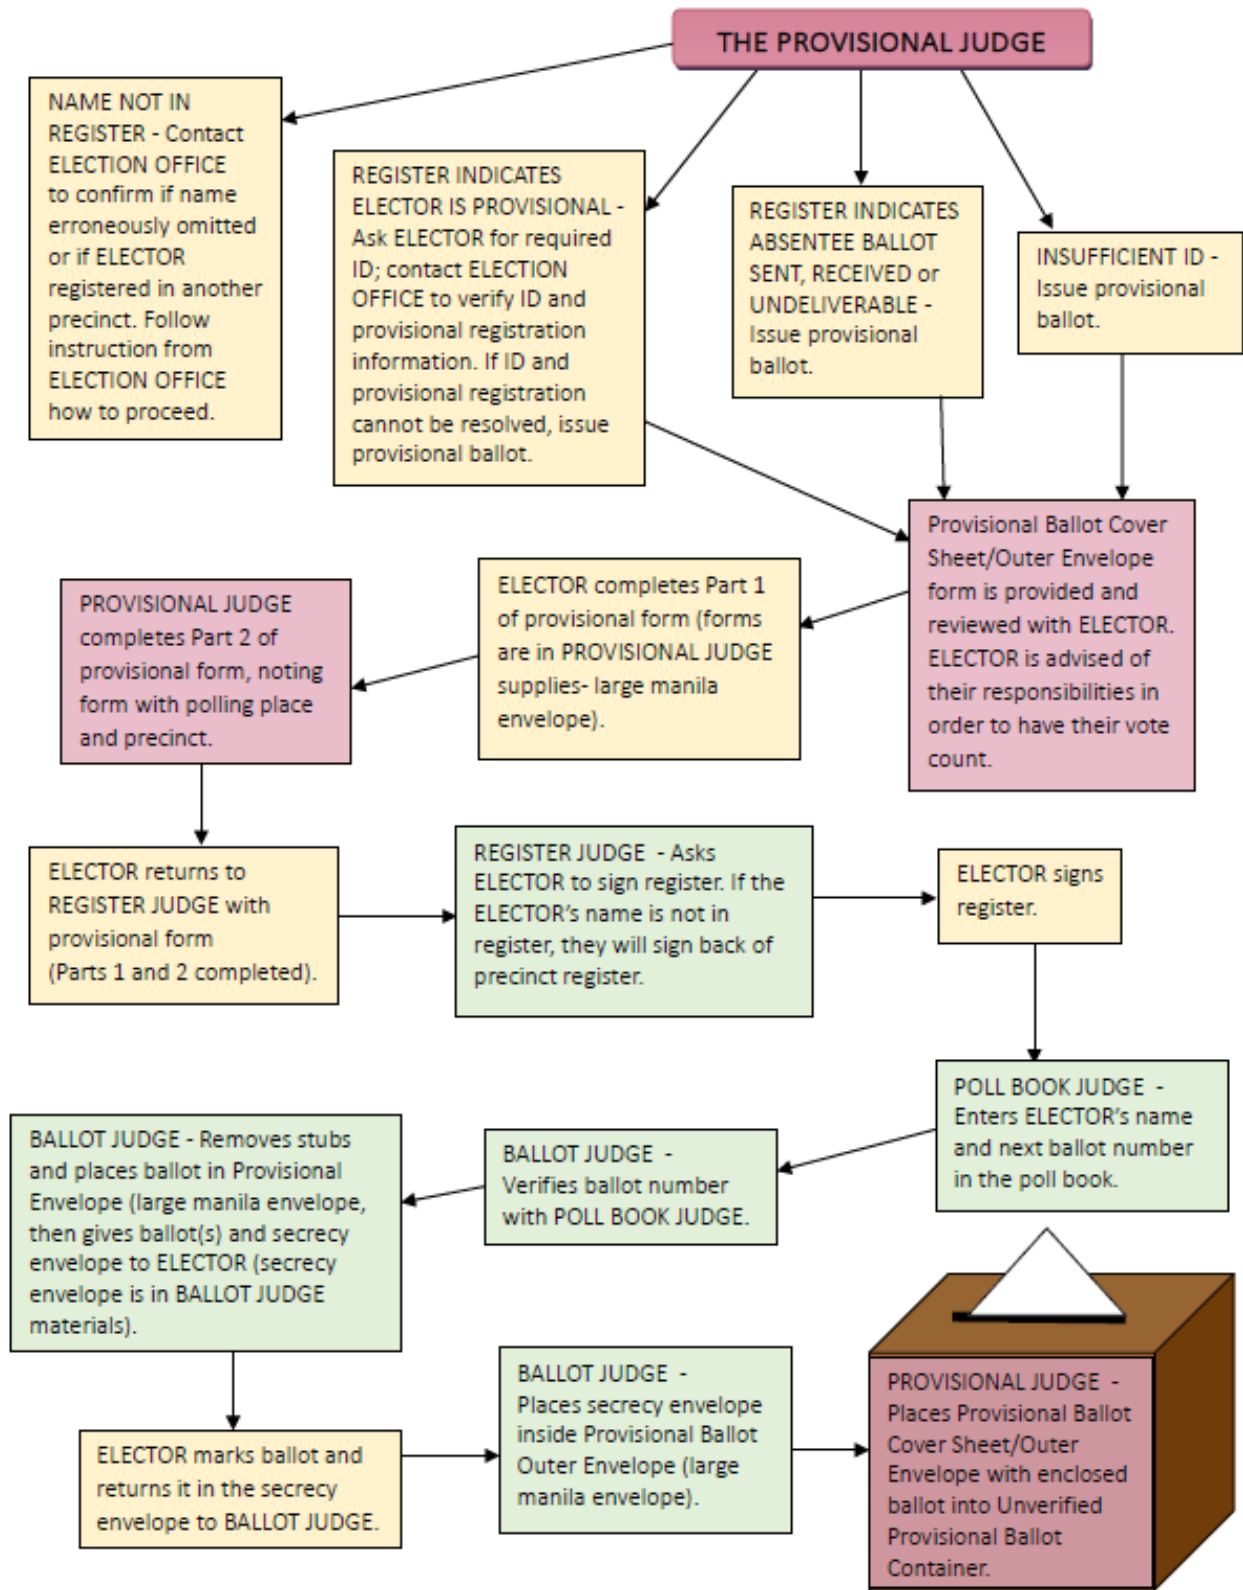 THE PROVISIONAL JUDGE
NAME NOT IN
REGISTER - Contact
ELECTION OFFICE
to confirm if name
erroneously omitted
or if ELECTOR
registered in another
precinct. Follow
instruction from
ELECTION OFFICE
how to proceed.
REGISTER INDICATES
ELECTOR IS PROVISIONAL -
Ask ELECTOR for required
ID; contact ELECTION
OFFICE to verify ID and
provisional registration
information. If ID and
provisional registration
cannot be resolved, issue
provisional ballot.
REGISTER INDICATES
ABSENTEE BALLOT
SENT, RECEIVED or
UNDELIVERABLE -
Issue provisional
ballot.
INSUFFICIENT ID -
Issue provisional
ballot.
Provisional Ballot Cover
Sheet/Outer Envelope
form is provided and
reviewed with ELECTOR.
ELECTOR is advised of
their responsibilities in
order to have their vote
count.
ELECTOR completes Part 1
of provisional form (forms
are in PROVISIONAL JUDGE
supplies- large manila
envelope).
PROVISIONAL JUDGE
completes Part 2 of
provisional form, noting
form with polling place
and precinct.
ELECTOR returns to
REGISTER JUDGE with
provisional form
(Parts 1 and 2 completed).
REGISTER JUDGE - Asks
ELECTOR to sign register. If the
ELECTOR's name is not in
register, they will sign back of
precinct register.
ELECTOR signs
register.
POLL BOOK JUDGE -
Enters ELECTOR's name
and next ballot number
in the poll book.
BALLOT JUDGE -
Verifies ballot number
with POLL BOOK JUDGE.
BALLOT JUDGE - Removes stubs
and places ballot in Provisional
Envelope (large manila envelope,
then gives ballot(s) and secrecy
envelope to ELECTOR (secrecy
envelope is in BALLOT JUDGE
materials).
ELECTOR marks ballot and
returns it in the secrecy
envelope to BALLOT JUDGE.
BALLOT JUDGE -
Places secrecy envelope
inside Provisional Ballot
Outer Envelope (large
manila envelope).
PROVISIONAL JUDGE -
Places Provisional Ballot
Cover Sheet/Outer
Envelope with enclosed
ballot into Unverified
Provisional Ballot
Container.